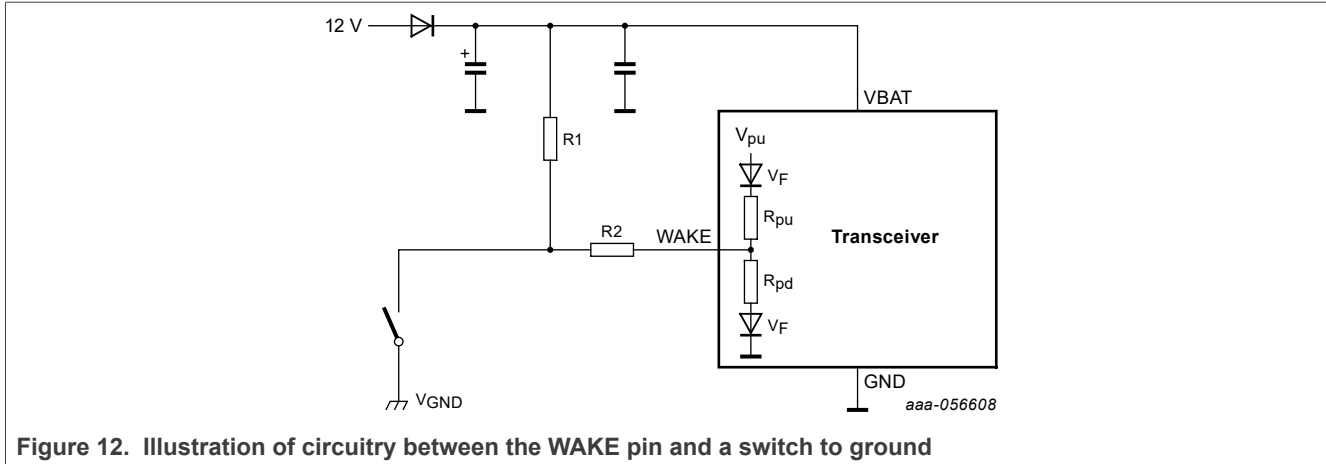 12 V
+
R1
VBAT
Vpu
VF
Rpu
R2
WAKE
Transceiver
Rpd
VF
VGND
GND
aaa-056608
Figure 12. Illustration of circuitry between the WAKE pin and a switch to ground